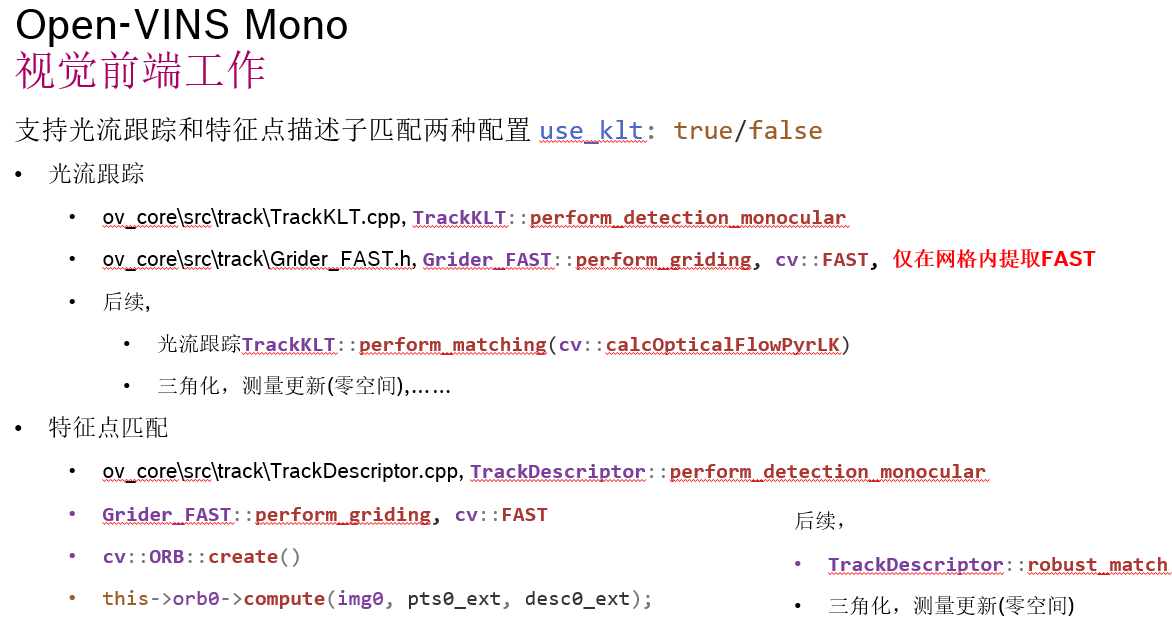 Open-VINS Mono
视觉前端工作
支持光流跟踪和特征点描述子匹配两种配置 use_klt: true/false
• 光流跟踪
• ov_core\src\track\TrackKLT.cpp, TrackKLT::perform_detection_monocular
• ov_core\src\track\Grider_FAST.h, Grider_FAST::perform_griding, cv::FAST, 仅在网格内提取FAST
• 后续,
• 光流跟踪TrackKLT::perform_matching(cv::calcOpticalFlowPyrLK)
• 三角化，测量更新(零空间),……
• 特征点匹配
• ov_core\src\track\TrackDescriptor.cpp, TrackDescriptor::perform_detection_monocular
• Grider_FAST::perform_griding, cv::FAST
• cv::ORB::create()
• this->orb0->compute(img0, pts0_ext, desc0_ext);
后续，
• TrackDescriptor::robust_match
• 三角化，测量更新(零空间)